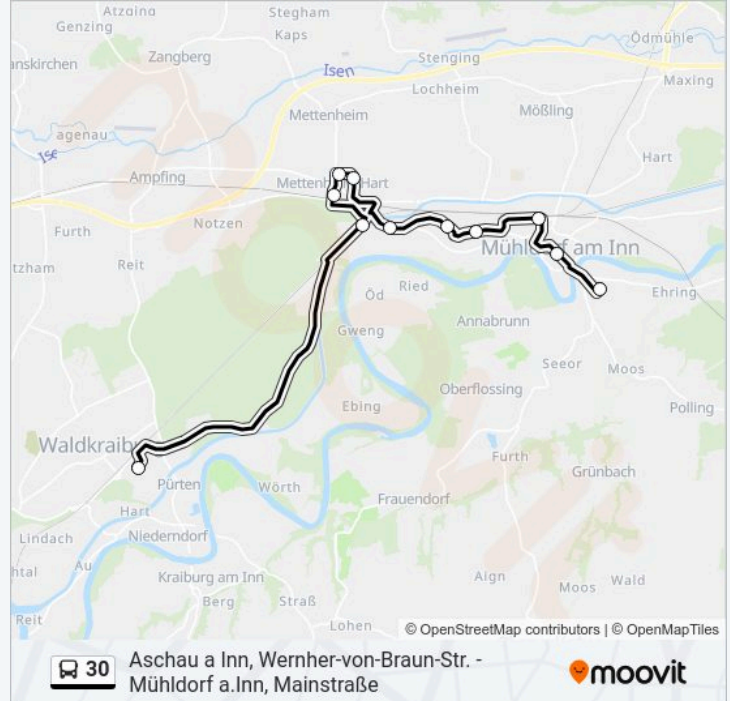 Atzging
Stegham
Genzing
Kaps
Ödmühle
anskirchen
Zangberg
Stenging
Isen
Maxing
Lochheim
Mettenheim
Mößling
agenau
Ise
Hart
Ampfing
Mettenh
Hart
Furth
Notzen
Mühldorf am Inn
tzham
Reit
Öd
Ried
Ehring
Annabrunn
Gweng
Seeor
Moos
Oberflossing
Ebing
Polling
Waldkraibu
Furth
Grünbach
Pürten
Wörth
Hart
Frauendorf
Lindach
Niederndorf
Au
htal
Kraiburg am Inn
Aign
Moos
Wald
Berg
Straß
Reit
Lohen
© OpenStreetMap contributors | © OpenMapTiles
30
Aschau a Inn, Wernher-von-Braun-Str. -
Mühldorf a.Inn, Mainstraße
moovit